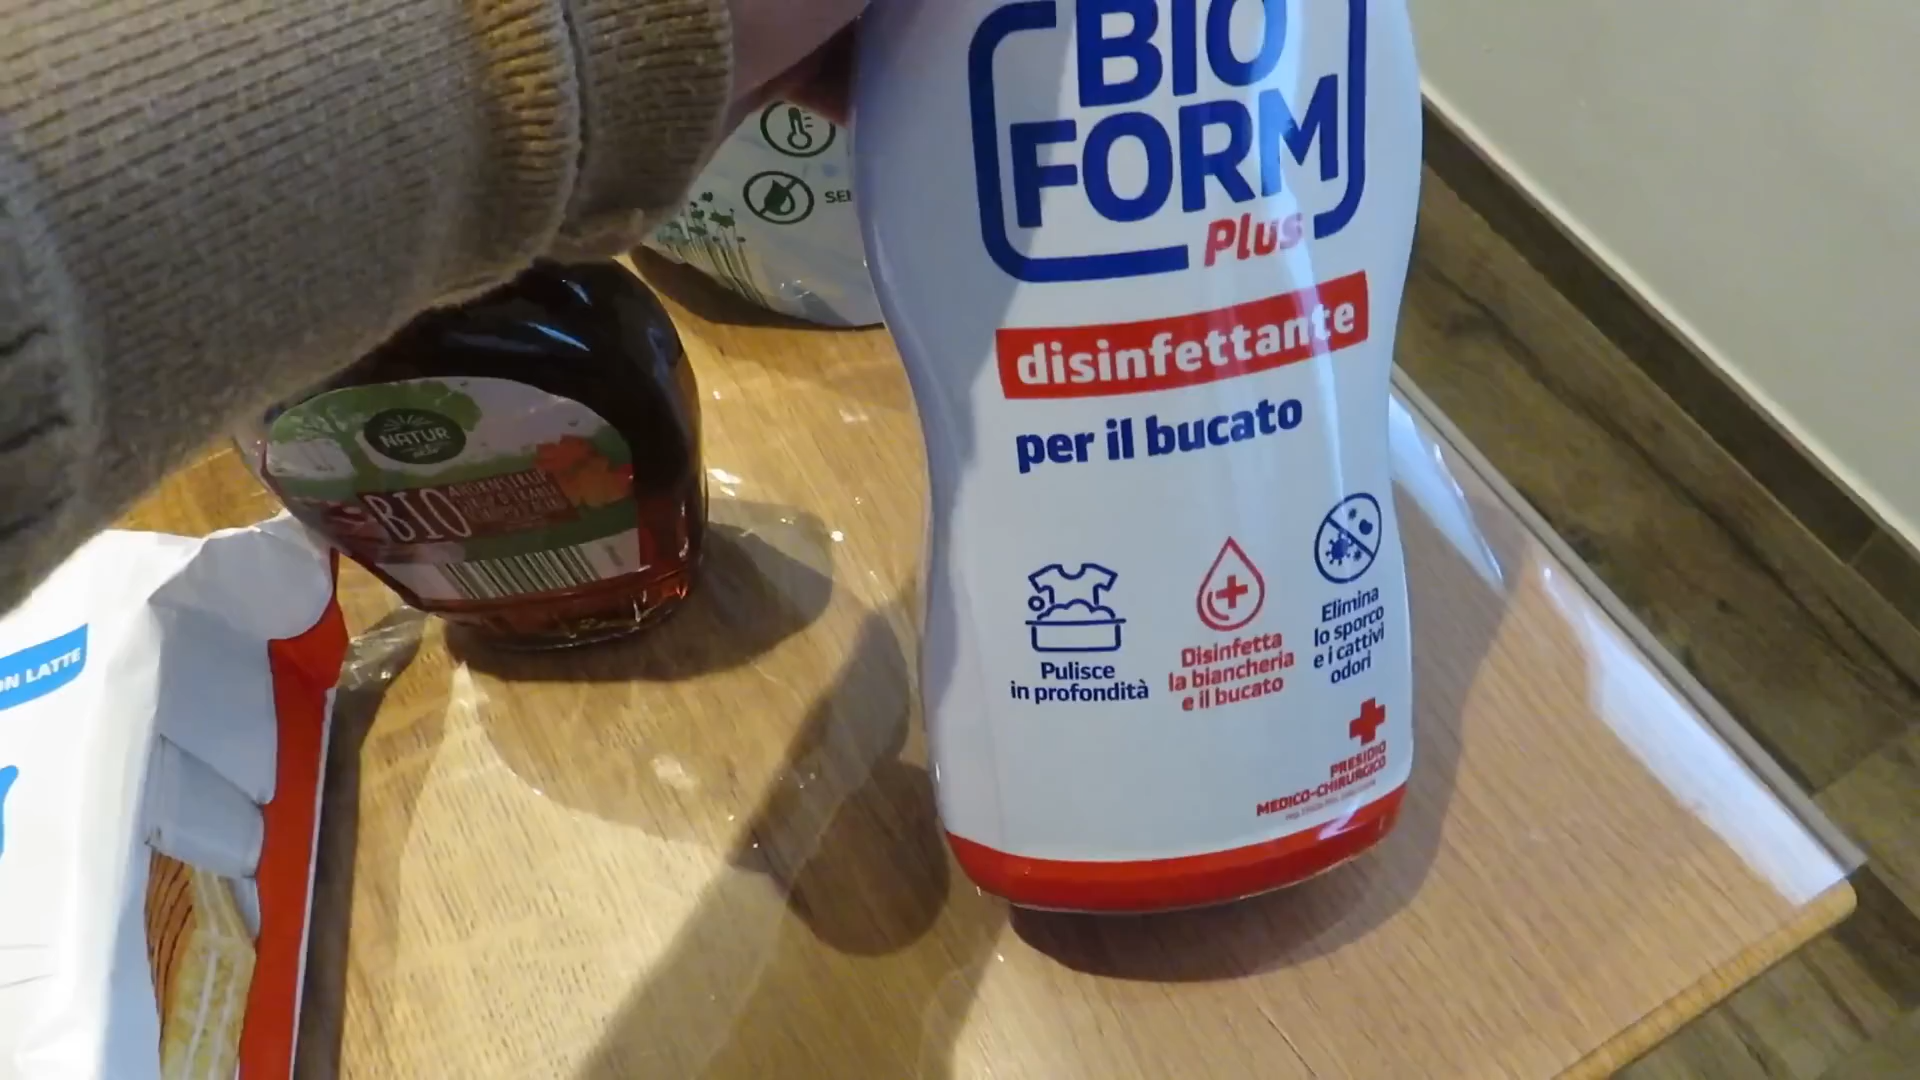 BIO
FORM
Plus
disinfettante
per il bucato
Pulisce
in profondità
Disinfetta
la biancheria
e il bucato
Elimina
lo sporco
e i cattivi
odori
PRESIDIO
MEDICO-CHIRURGICO
NATUR
BIO
ON LATTE
SE